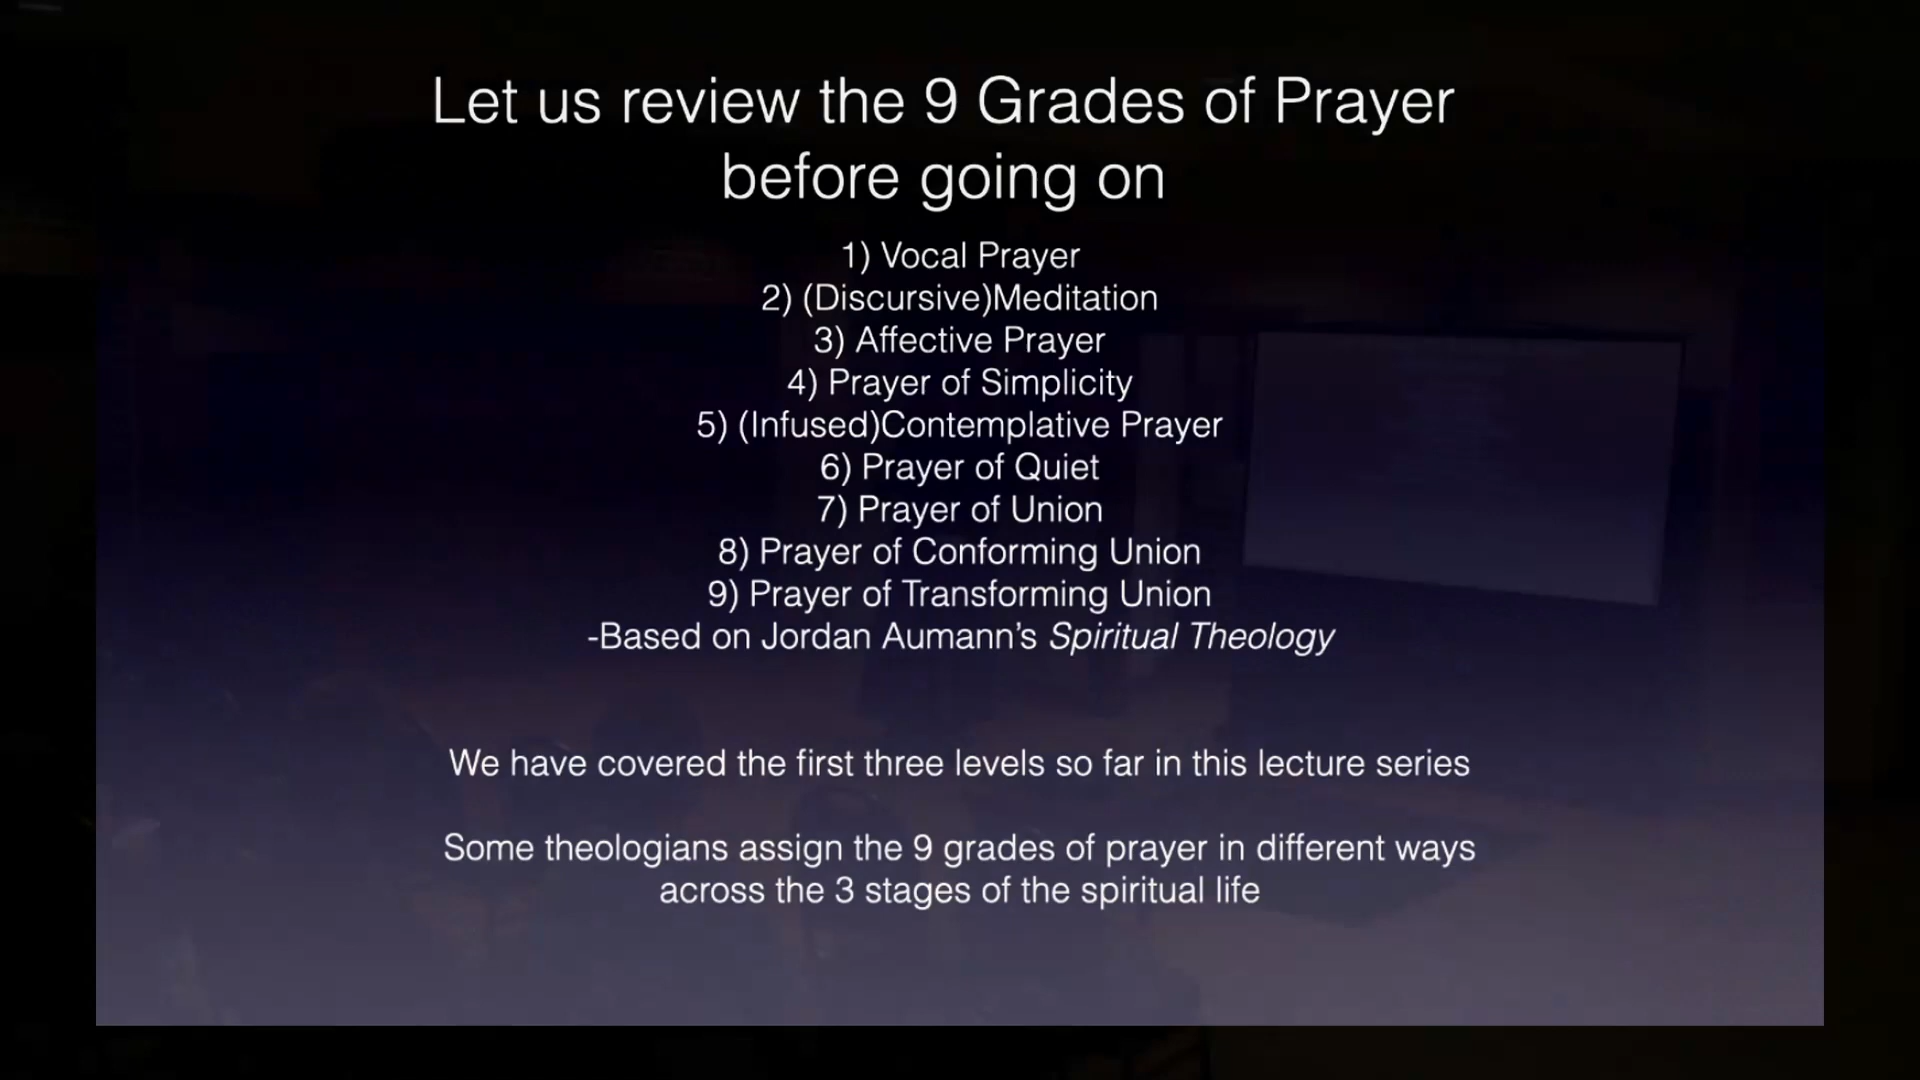 Let us review the 9 Grades of Prayer
before going on
1) Vocal Prayer
2) (Discursive)Meditation
3) Affective Prayer
4) Prayer of Simplicity
5) (Infused)Contemplative Prayer
6) Prayer of Quiet
7) Prayer of Union
8) Prayer of Conforming Union
9) Prayer of Transforming Union
-Based on Jordan Aumann’s Spiritual Theology
We have covered the first three levels so far in this lecture series
Some theologians assign the 9 grades of prayer in different ways
across the 3 stages of the spiritual life